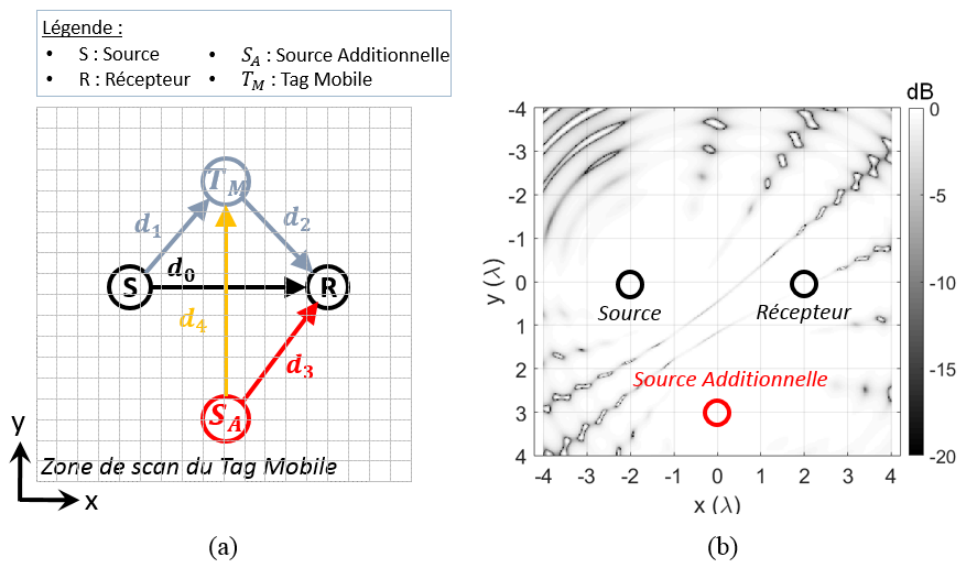 Légende :
• S : Source
• R : Récepteur
• S_A : Source Additionnelle
• T_M : Tag Mobile
T_M
d_1
d_2
S
d_0
R
d_4
d_3
S_A
y
Zone de scan du Tag Mobile
x
(a)
dB
-4
-3
-2
-1
0
1
2
3
4
y (λ)
Source
Récepteur
Source Additionnelle
-4
-3
-2
-1
0
1
2
3
4
x (λ)
0
-5
-10
-15
-20
(b)